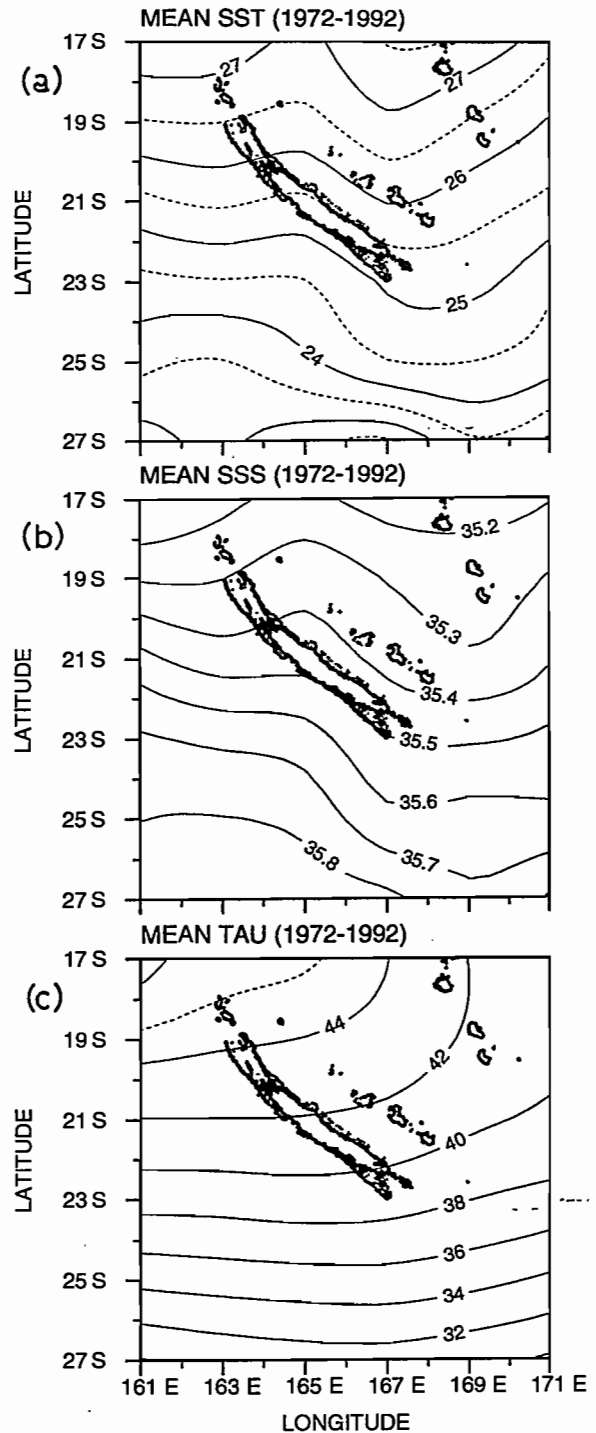 MEAN SST (1972-1992)
(a)
LATITUDE
17 S
19 S
21 S
23 S
25 S
27 S
27
27
26
25
24
MEAN SSS (1972-1992)
(b)
LATITUDE
17 S
19 S
21 S
23 S
25 S
27 S
35.2
35.3
35.4
35.5
35.6
35.7
35.8
MEAN TAU (1972-1992)
(c)
LATITUDE
17 S
19 S
21 S
23 S
25 S
27 S
44
42
40
38
36
34
32
161 E 163 E 165 E 167 E 169 E 171 E
LONGITUDE